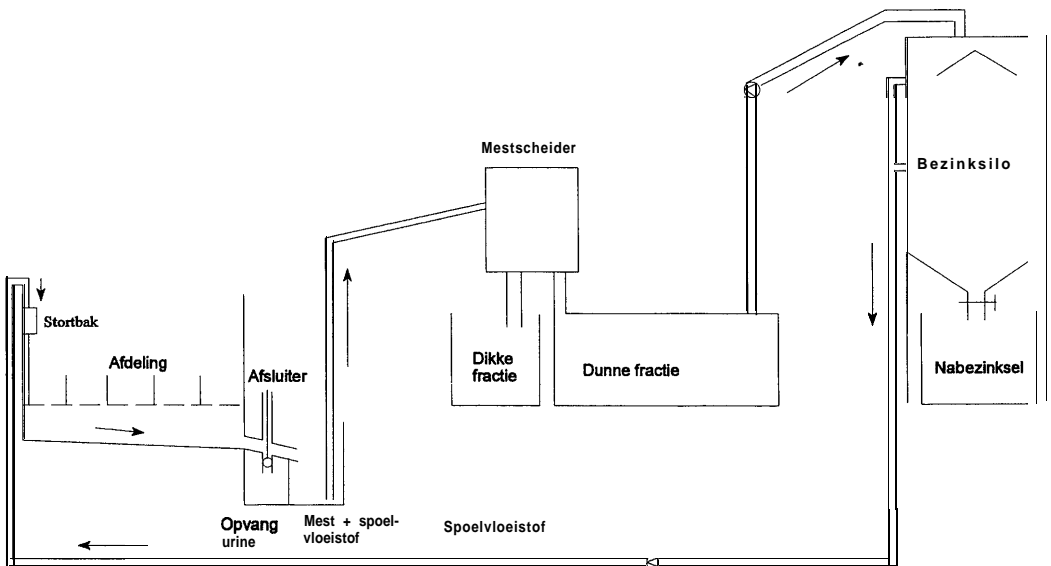 Mestscheider
Bezinksilo
Stortbak
Afdeling
Afsluiter
Dikke
fractie
Dunne fractie
Nabezinksel
Opvang
urine
Mest + spoel-
vloeistof
Spoelvloeistof